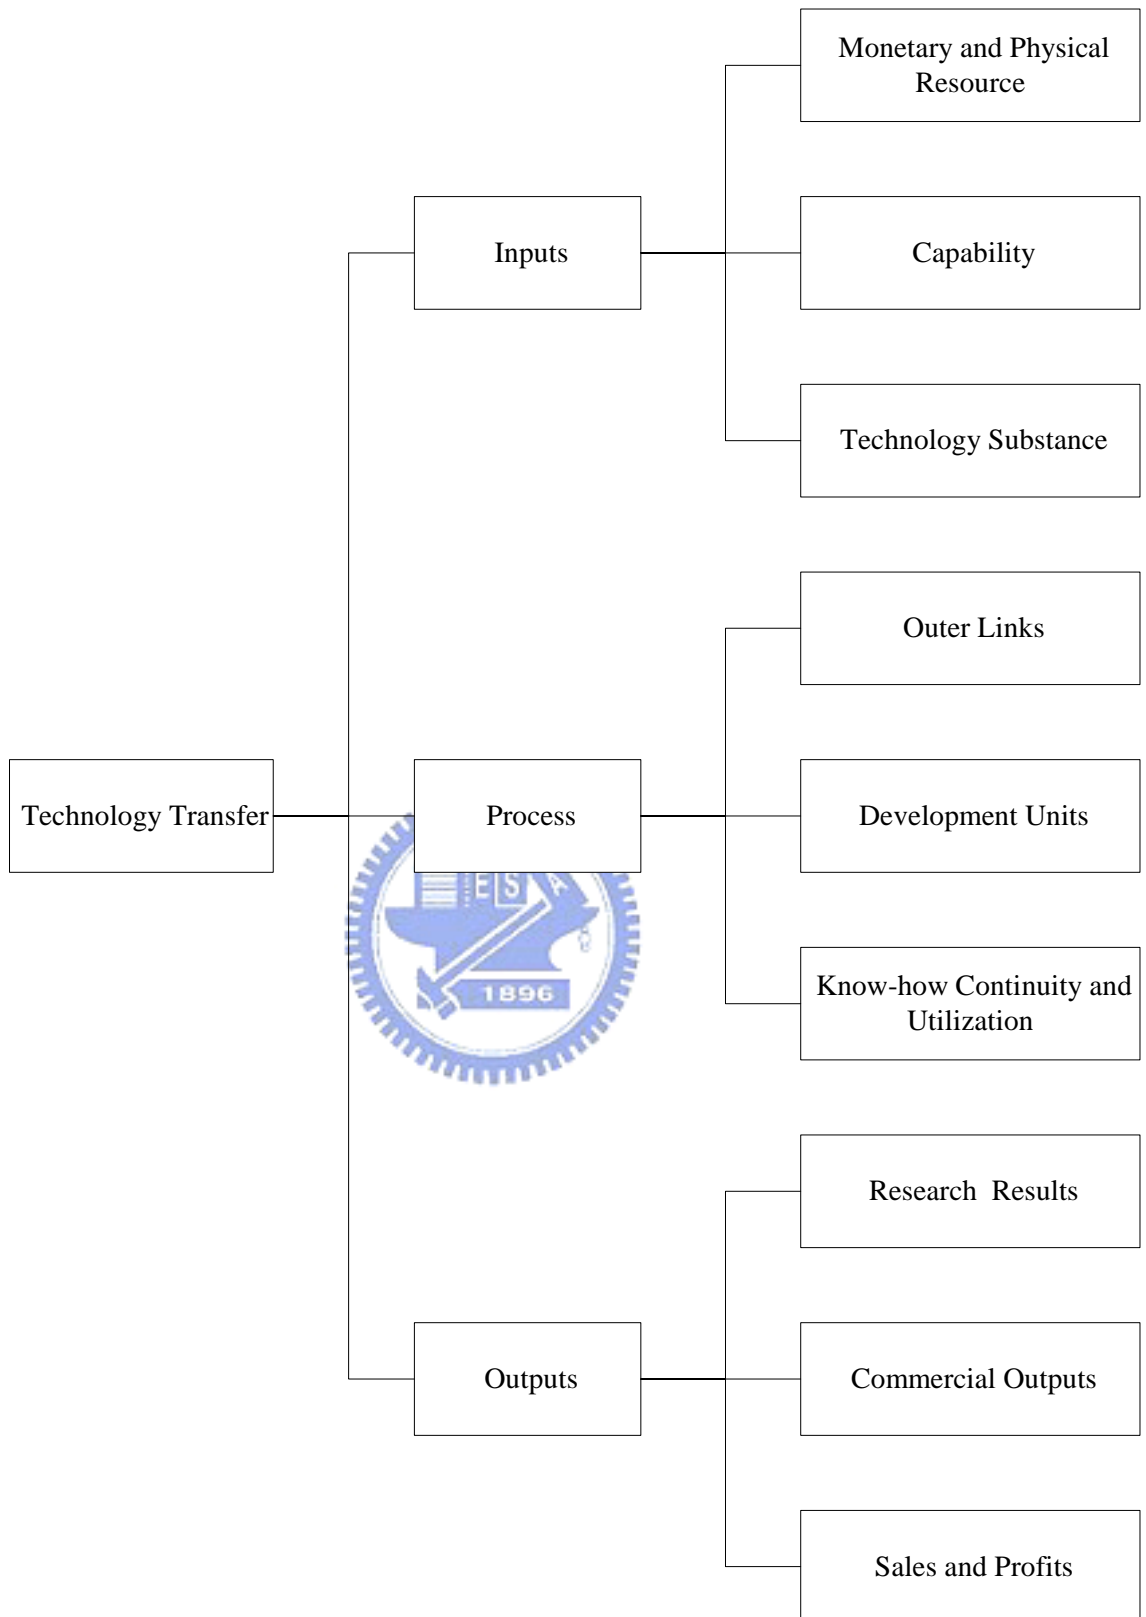 Monetary and Physical
Resource
Inputs
Capability
Technology Substance
Outer Links
Technology Transfer
Process
Development Units
E S A
1896
Know-how Continuity and
Utilization
Research Results
Outputs
Commercial Outputs
Sales and Profits